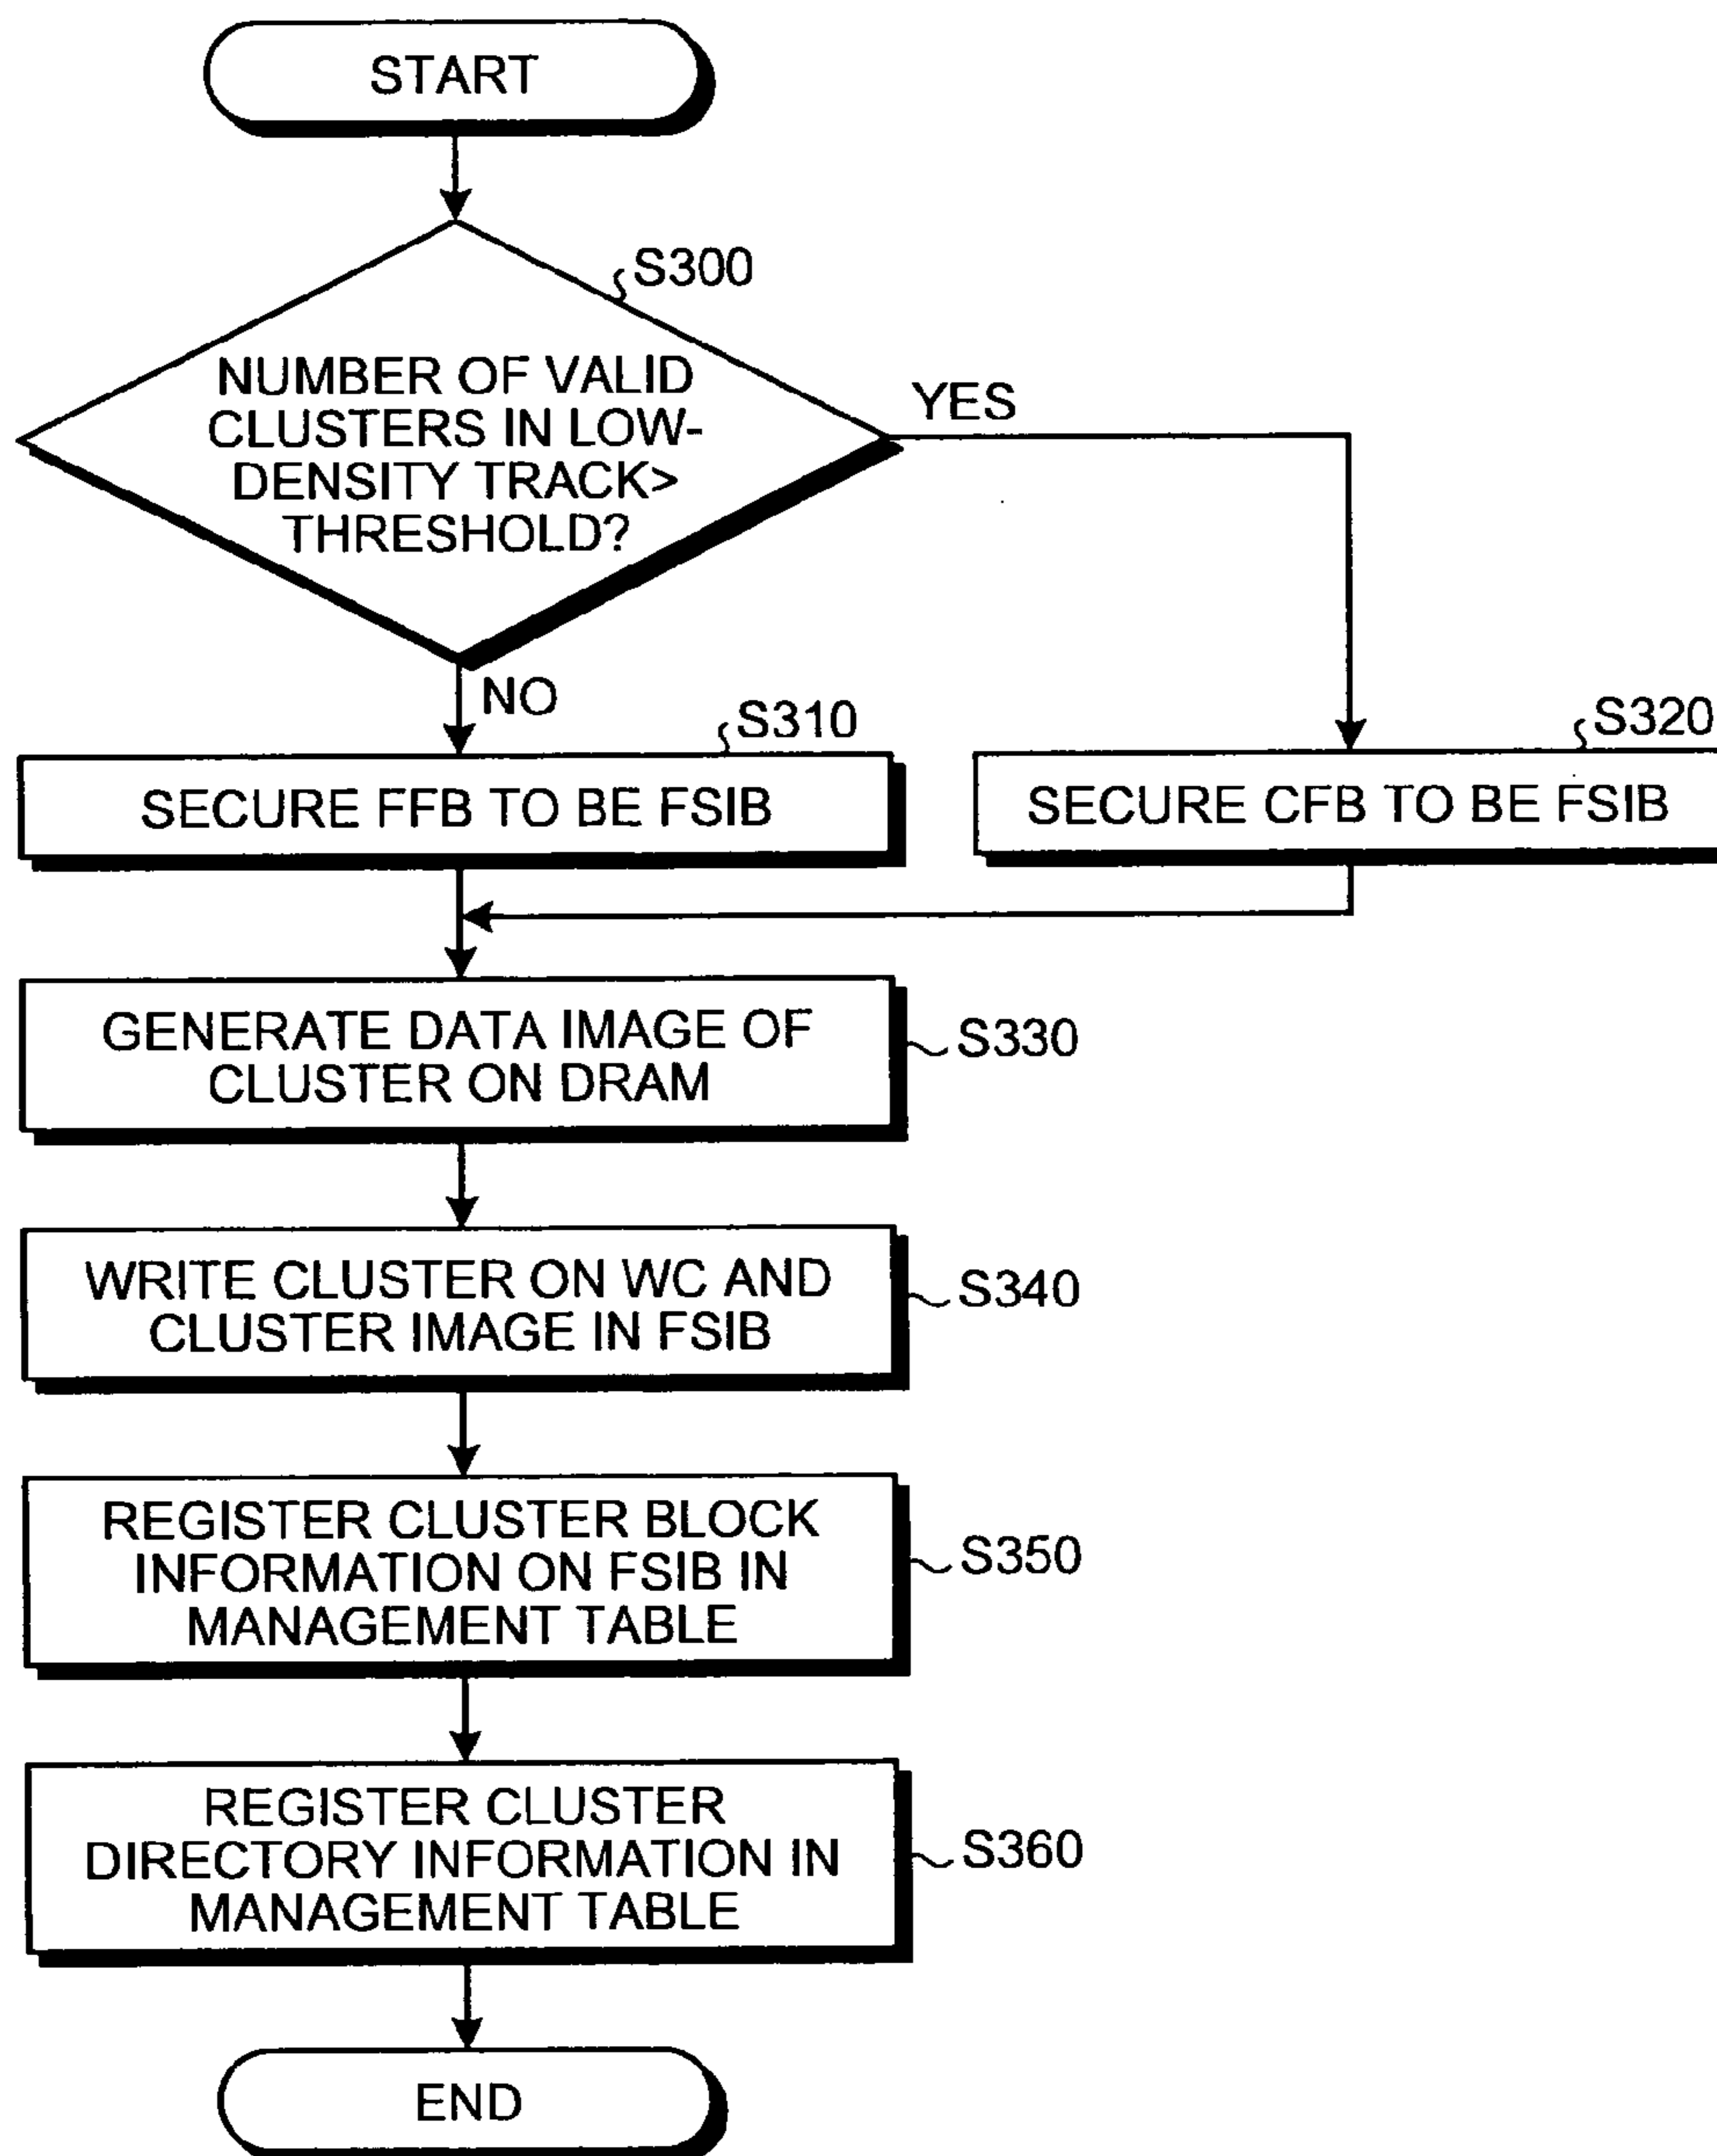 START
S300
NUMBER OF VALID
CLUSTERS IN LOW-
DENSITY TRACK>
THRESHOLD?
YES
NO
S310
SECURE FFB TO BE FSIB
S320
SECURE CFB TO BE FSIB
GENERATE DATA IMAGE OF
CLUSTER ON DRAM
S330
WRITE CLUSTER ON WC AND
CLUSTER IMAGE IN FSIB
S340
REGISTER CLUSTER BLOCK
INFORMATION ON FSIB IN
MANAGEMENT TABLE
S350
REGISTER CLUSTER
DIRECTORY INFORMATION IN
MANAGEMENT TABLE
S360
END